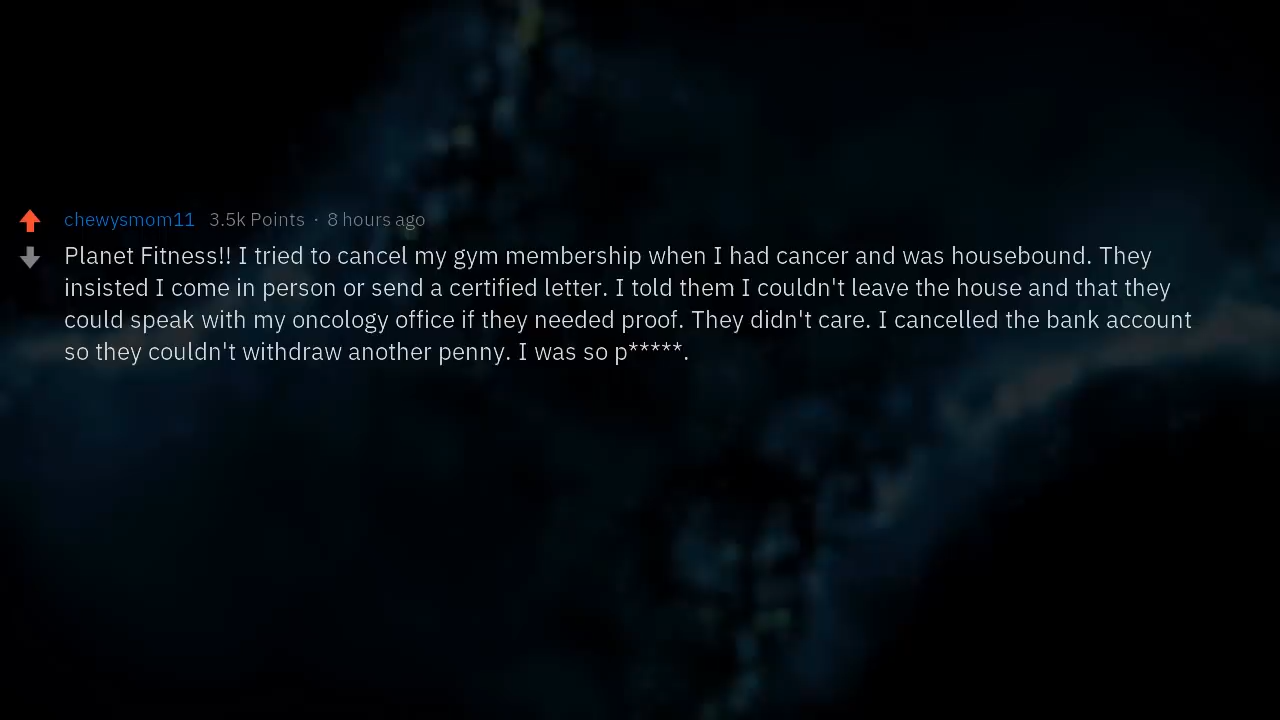 chewysmom11 3.5k Points · 8 hours ago
Planet Fitness!! I tried to cancel my gym membership when I had cancer and was housebound. They
insisted I come in person or send a certified letter. I told them I couldn't leave the house and that they
could speak with my oncology office if they needed proof. They didn't care. I cancelled the bank account
so they couldn't withdraw another penny. I was so p*****.